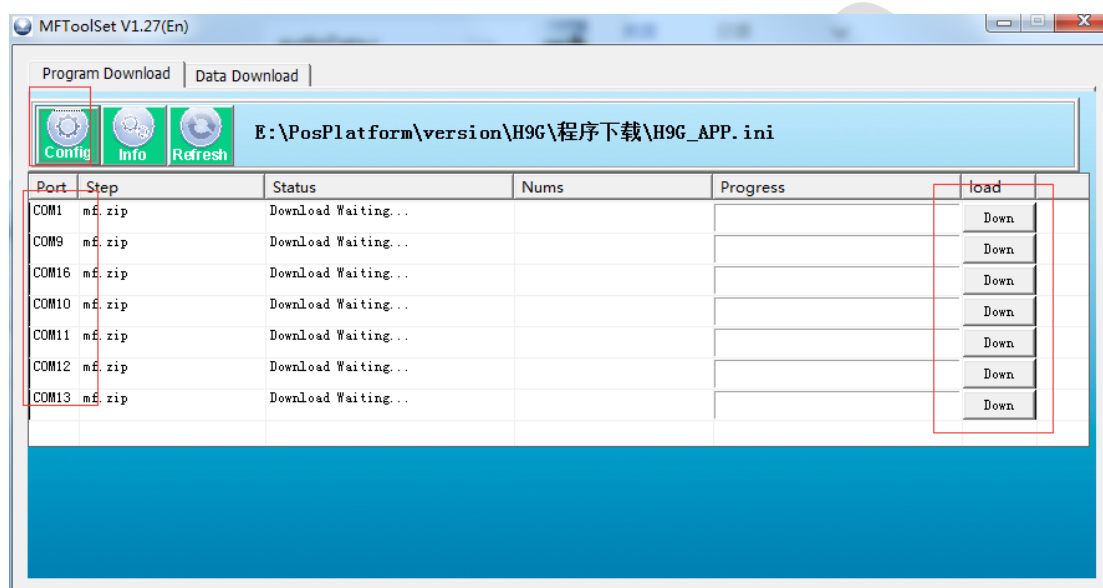 MFToolSet V1.27(En)
Program Download Data Download
Config Info Refresh E:\PosPlatform\version\H9G\程序下载\H9G_APP.ini
Port Step Status Nums Progress load
COM1 mf.zip Download Waiting... Down
COM9 mf.zip Download Waiting... Down
COM16 mf.zip Download Waiting... Down
COM10 mf.zip Download Waiting... Down
COM11 mf.zip Download Waiting... Down
COM12 mf.zip Download Waiting... Down
COM13 mf.zip Download Waiting... Down